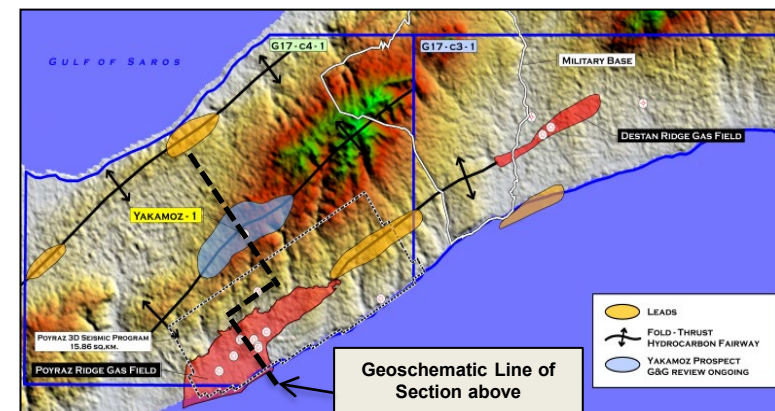 G17-C4-1
G17-C3-1
GULF OF SAROS
MILITARY BASE
DESTAN RIDGE GAS FIELD
YAKAMOZ - 1
POYRAZ 3D SEISMIC PROGRAM
15.86 SQ.KM.
POYRAZ RIDGE GAS FIELD
LEADS
FOLD - THRUST
HYDROCARBON FAIRWAY
YAKAMOZ PROSPECT
G&G REVIEW ONGOING
Geoschematic Line of
Section above